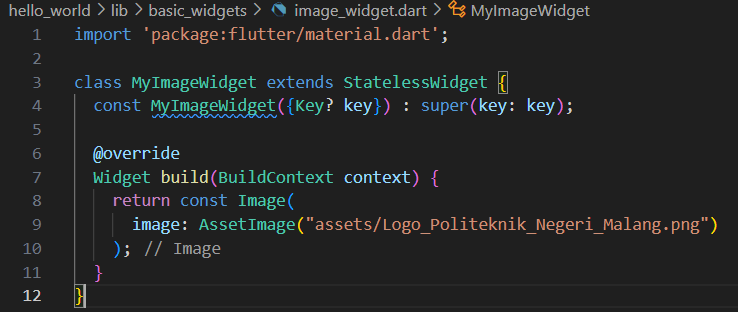 hello_world > lib > basic_widgets > image_widget.dart > MyImageWidget
1 import 'package:flutter/material.dart';
2
3 class MyImageWidget extends StatelessWidget {
4   const MyImageWidget({Key? key}) : super(key: key);
5
6   @override
7   Widget build(BuildContext context) {
8     return const Image(
9       image: AssetImage("assets/Logo_Politeknik_Negeri_Malang.png")
10     ); // Image
11   }
12 }